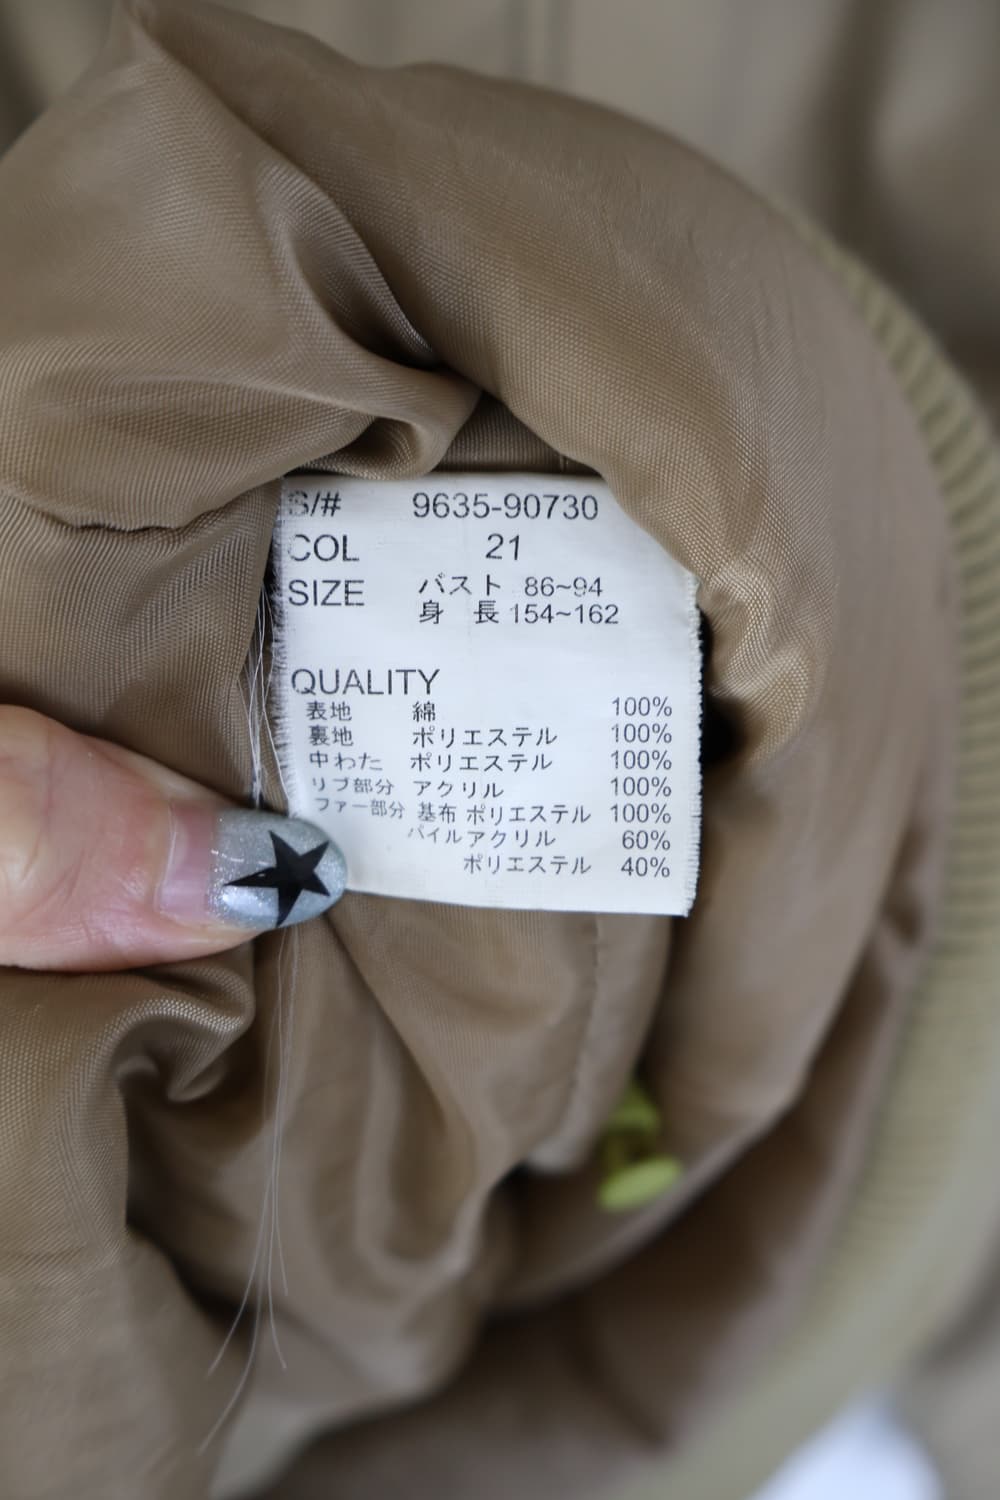 S/# 9635-90730
COL 21
SIZE バスト 86~94
身 長 154~162
QUALITY
表地 綿 100%
裏地 ポリエステル 100%
中わた ポリエステル 100%
リブ部分 アクリル 100%
ファー部分 基布 ポリエステル 100%
パイル アクリル 60%
ポリエステル 40%